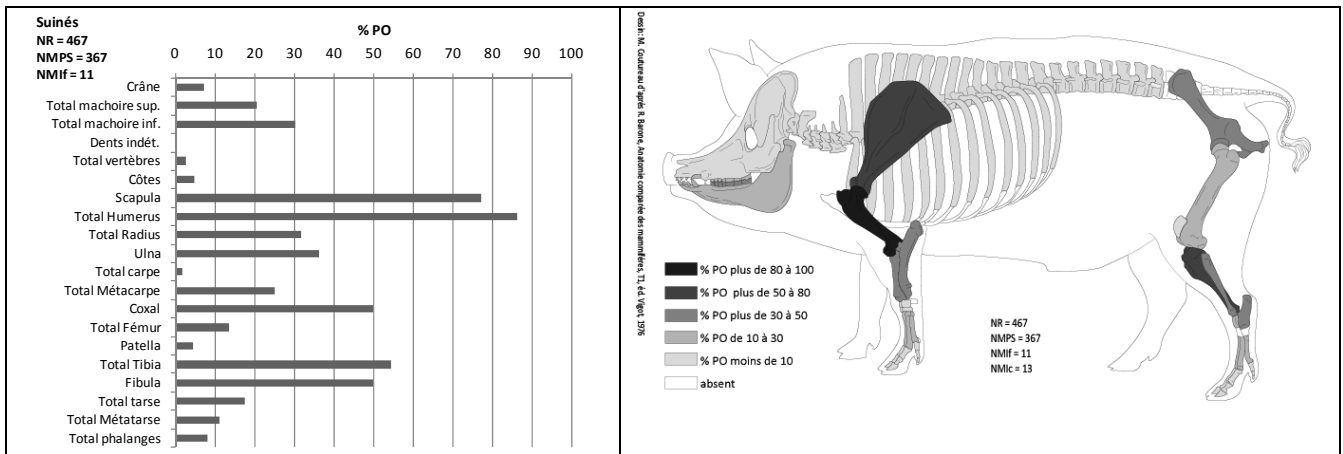 Suinés
NR = 467
NMPS = 367
NMIf = 11
% PO
0 10 20 30 40 50 60 70 80 90 100
Crâne
Total machoire sup.
Total machoire inf.
Dents indét.
Total vertèbres
Côtes
Scapula
Total Humerus
Total Radius
Ulna
Total carpe
Total Métacarpe
Coxal
Total Fémur
Patella
Total Tibia
Fibula
Total tarse
Total Métatarse
Total phalanges
Dessin: M. Coutureau d'après R. Barone, Anatomie comparée des mammifères, T1, éd. Vigot, 1976
% PO plus de 80 à 100
% PO plus de 50 à 80
% PO plus de 30 à 50
% PO de 10 à 30
% PO moins de 10
absent
NR = 467
NMPS = 367
NMIf = 11
NMIc = 13